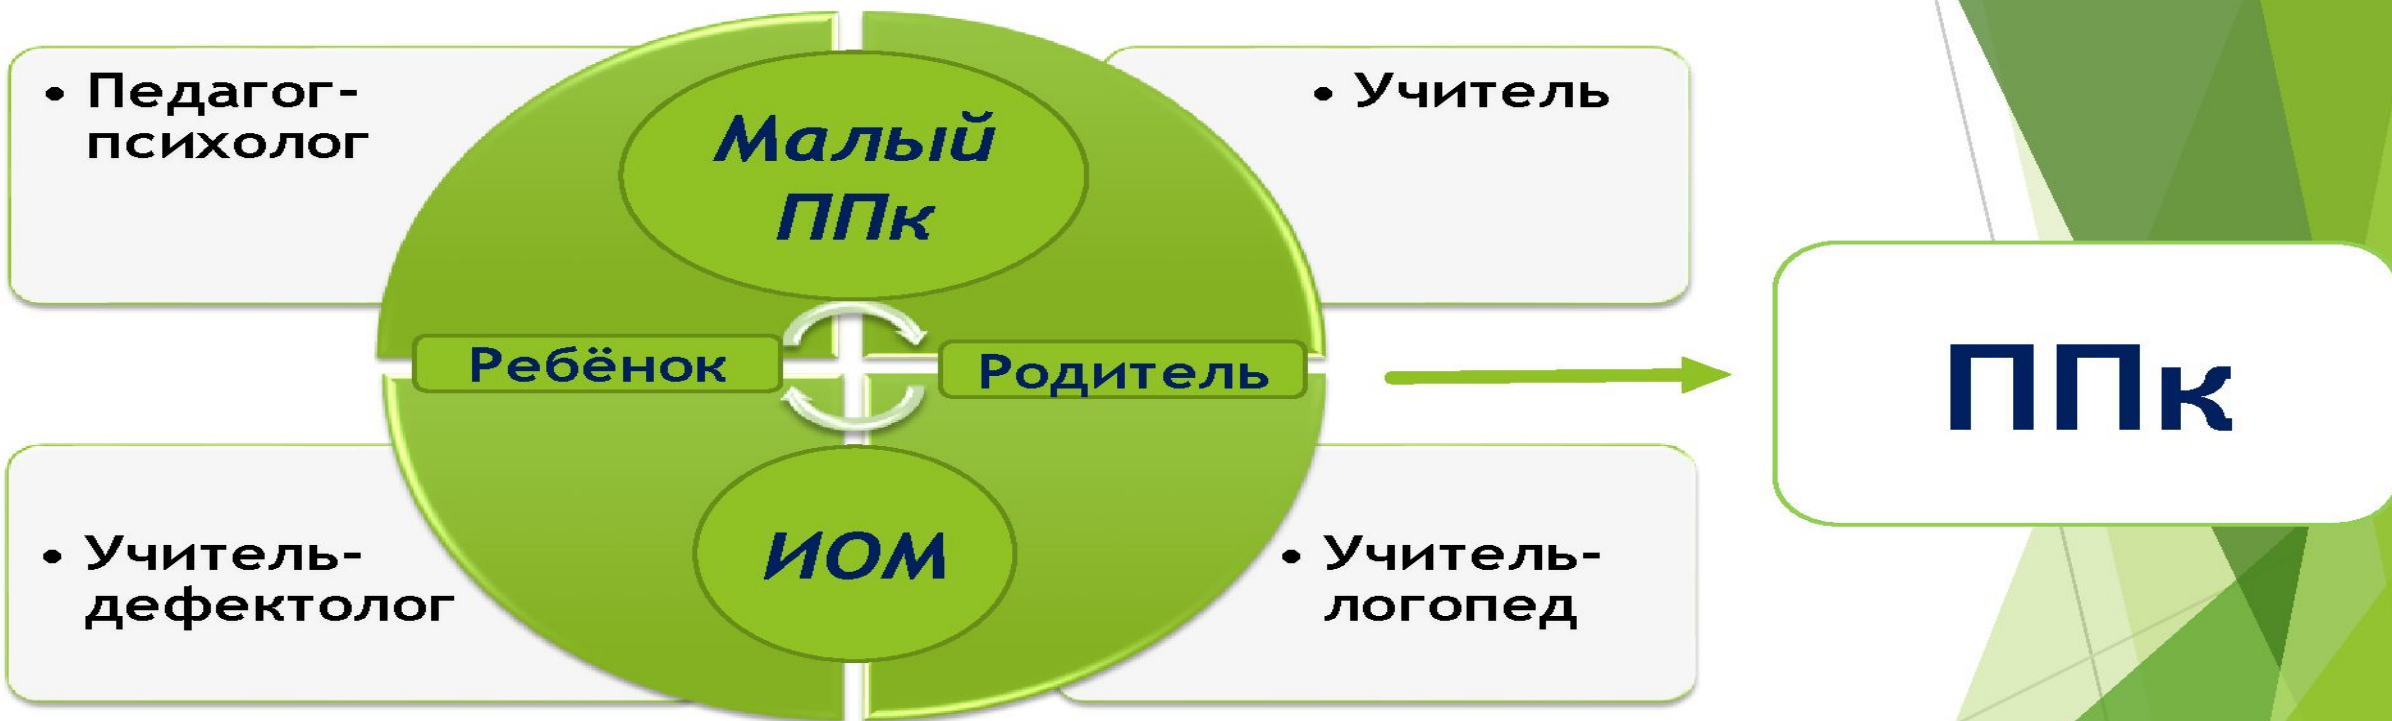 • Педагог-
психолог
Малый
ППк
• Учитель
Ребёнок
Родитель
ППк
• Учитель-
дефектолог
ИОМ
• Учитель-
логопед